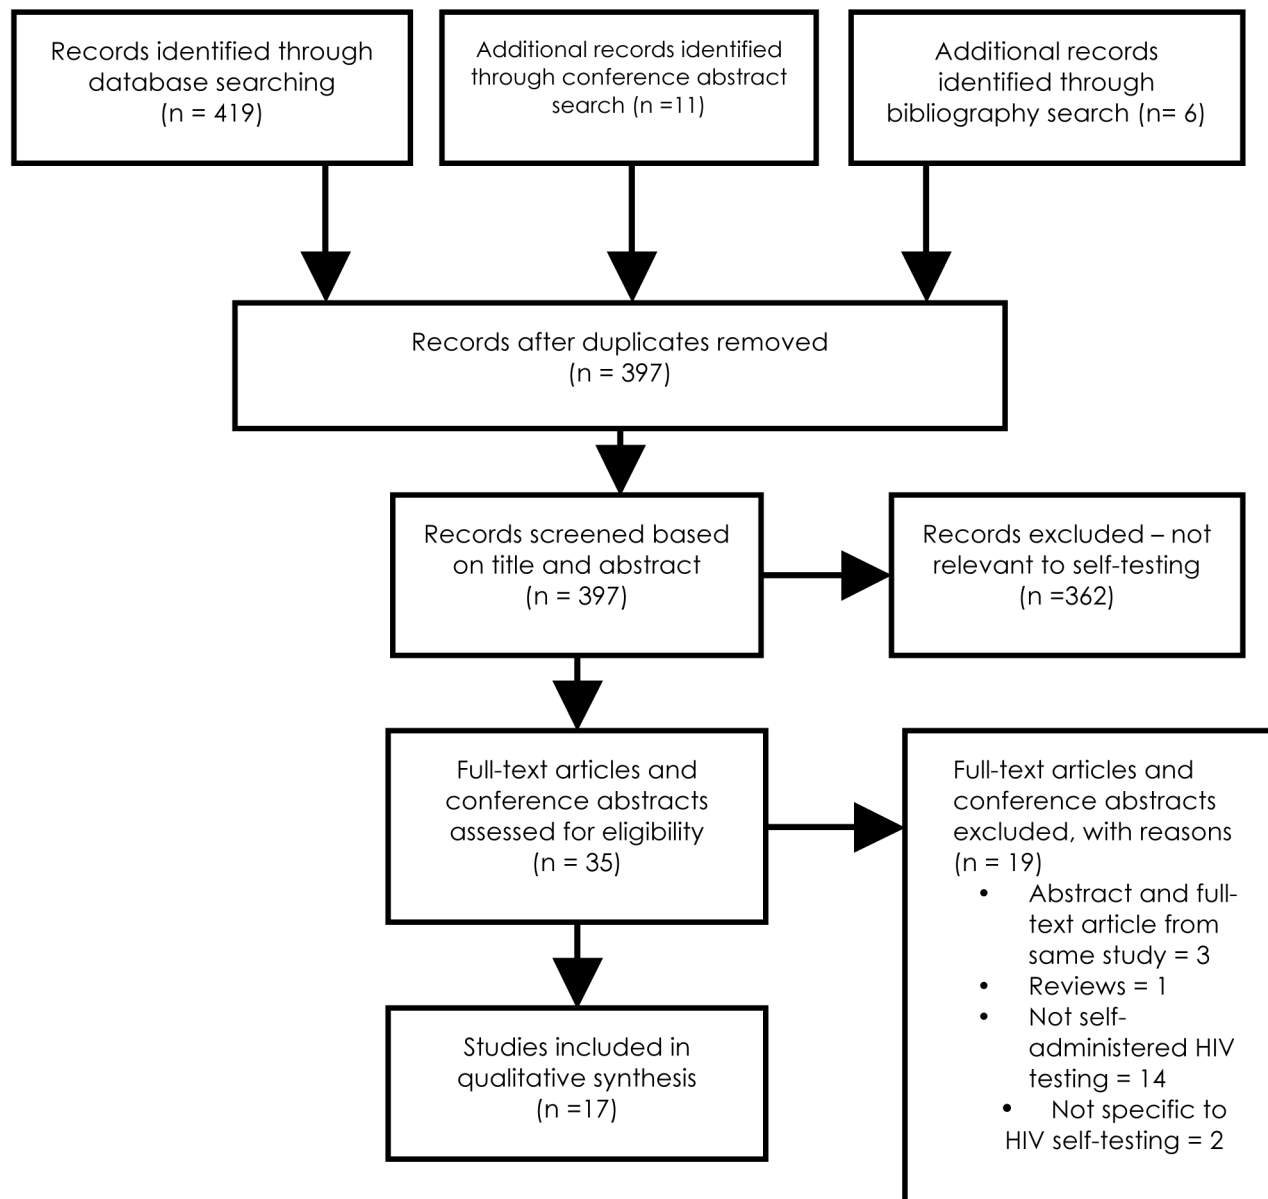 Records identified through
database searching
(n = 419)
Additional records identified
through conference abstract
search (n =11)
Additional records
identified through
bibliography search (n= 6)
Records after duplicates removed
(n = 397)
Records screened based
on title and abstract
(n = 397)
Records excluded – not
relevant to self-testing
(n =362)
Full-text articles and
conference abstracts
assessed for eligibility
(n = 35)
Full-text articles and
conference abstracts
excluded, with reasons
(n = 19)
• Abstract and full-
text article from
same study = 3
• Reviews = 1
• Not self-
administered HIV
testing = 14
• Not specific to
HIV self-testing = 2
Studies included in
qualitative synthesis
(n =17)